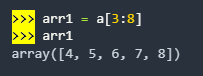 >>> arr1 = a[3:8]
>>> arr1
array([4, 5, 6, 7, 8])